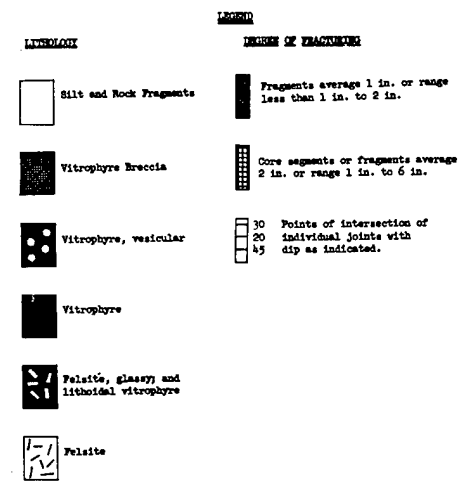 LEGEND
LITHOLOGY
DEGREE OF FRACTURING
Silt and Rock Fragments
Fragments average 1 in. or range
less than 1 in. to 2 in.
Vitrophyre Breccia
Core segments or fragments average
2 in. or range 1 in. to 6 in.
Vitrophyre, vesicular
30 Points of intersection of
20 individual joints with
45 dip as indicated.
Vitrophyre
Felsite, glassy; and
lithoidal vitrophyre
Felsite